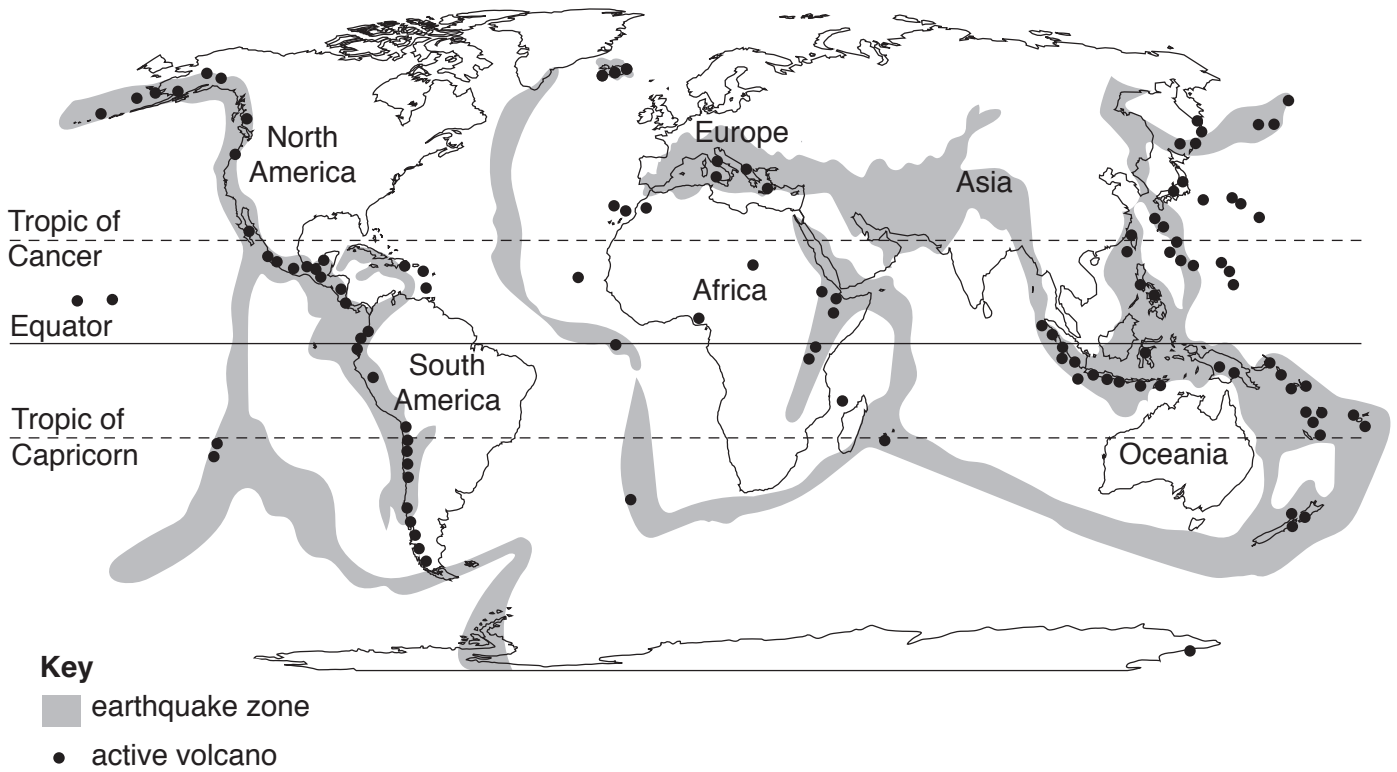 North
America
Europe
Asia
Tropic of
Cancer
Africa
Equator
South
America
Tropic of
Capricorn
Oceania
Key
earthquake zone
active volcano